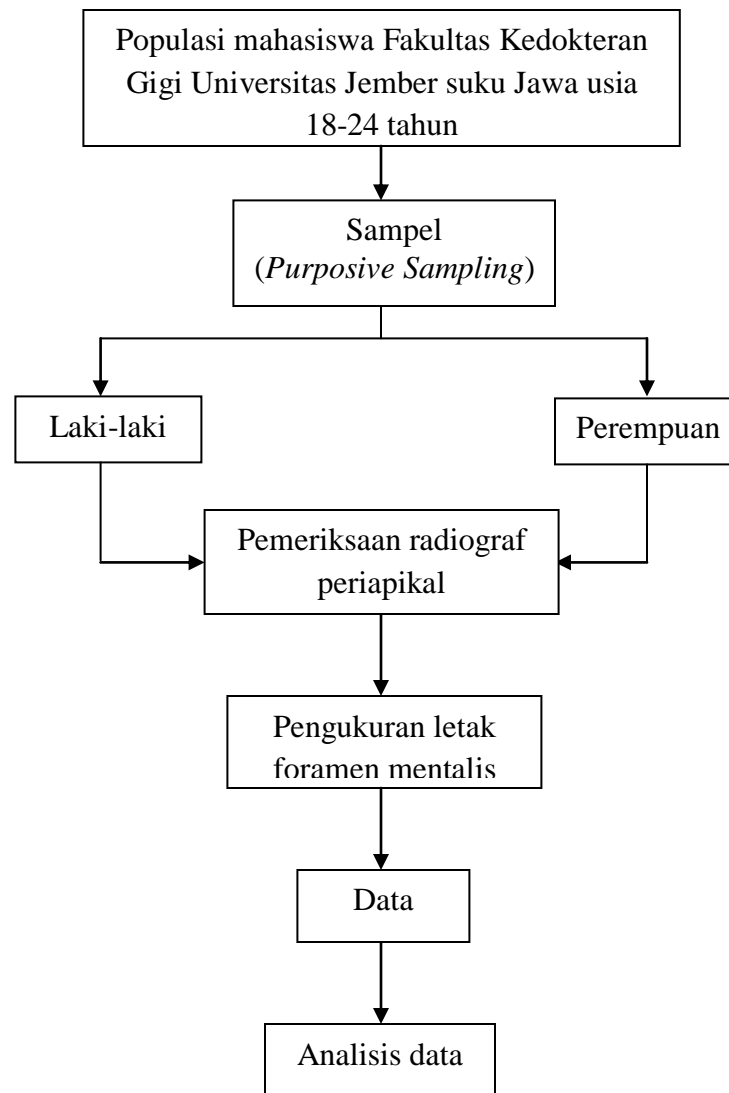 Populasi mahasiswa Fakultas Kedokteran
Gigi Universitas Jember suku Jawa usia
18-24 tahun
Sampel
(Purposive Sampling)
Laki-laki
Perempuan
Pemeriksaan radiograf
periapikal
Pengukuran letak
foramen mentalis
Data
Analisis data